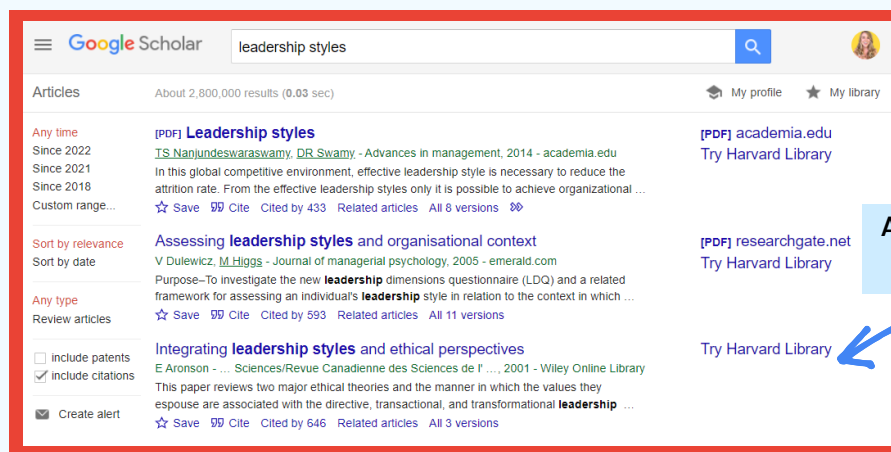 Google Scholar
leadership styles
Articles
About 2,800,000 results (0.03 sec)
My profile
My library
Any time
Since 2022
Since 2021
Since 2018
Custom range...
Sort by relevance
Sort by date
Any type
Review articles
include patents
include citations
Create alert
[PDF] Leadership styles
TS Nanjundeswaraswamy, DR Swamy - Advances in management, 2014 - academia.edu
In this global competitive environment, effective leadership style is necessary to reduce the
attrition rate. From the effective leadership styles only it is possible to achieve organizational ...
Save Cite Cited by 433 Related articles All 8 versions
[PDF] academia.edu
Try Harvard Library
Assessing leadership styles and organisational context
V Dulewicz, M Higgs - Journal of managerial psychology, 2005 - emerald.com
Purpose–To investigate the new leadership dimensions questionnaire (LDQ) and a related
framework for assessing an individual's leadership style in relation to the context in which ...
Save Cite Cited by 593 Related articles All 11 versions
[PDF] researchgate.net
Try Harvard Library
Integrating leadership styles and ethical perspectives
E Aronson - ... Sciences/Revue Canadienne des Sciences de l' ..., 2001 - Wiley Online Library
This paper reviews two major ethical theories and the manner in which the values they
espouse are associated with the directive, transactional, and transformational leadership ...
Save Cite Cited by 646 Related articles All 3 versions
Try Harvard Library